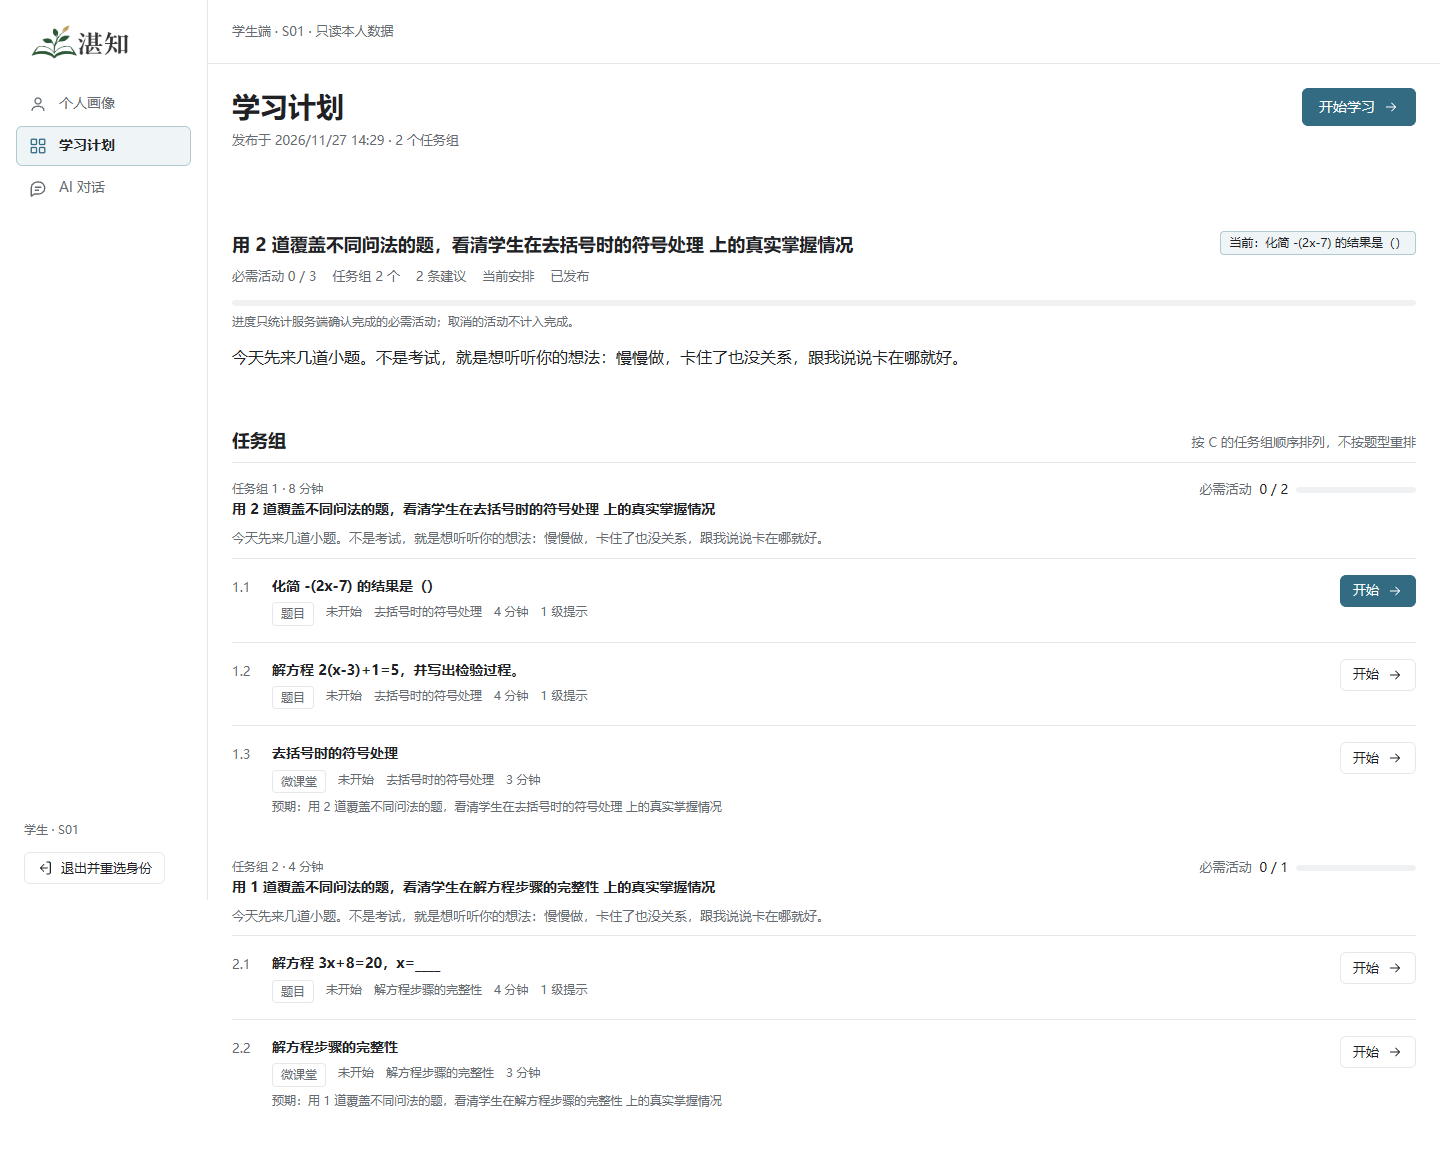 湛知
个人画像
学习计划
AI 对话
学生 · S01
退出并重选身份
学生端 · S01 · 只读本人数据
学习计划
发布于 2026/11/27 14:29 · 2 个任务组
开始学习
用 2 道覆盖不同问法的题，看清学生在去括号时的符号处理 上的真实掌握情况
当前：化简 -(2x-7) 的结果是（）
必需活动 0 / 3 任务组 2 个 2 条建议 当前安排 已发布
进度只统计服务端确认完成的必需活动；取消的活动不计入完成。
今天先来几道小题。不是考试，就是想听听你的想法：慢慢做，卡住了也没关系，跟我说说卡在哪就好。
任务组
按 C 的任务组顺序排列，不按题型重排
任务组 1 · 8 分钟
必需活动 0 / 2
用 2 道覆盖不同问法的题，看清学生在去括号时的符号处理 上的真实掌握情况
今天先来几道小题。不是考试，就是想听听你的想法：慢慢做，卡住了也没关系，跟我说说卡在哪就好。
1.1 化简 -(2x-7) 的结果是（）
开始
题目 未开始 去括号时的符号处理 4 分钟 1 级提示
1.2 解方程 2(x-3)+1=5，并写出检验过程。
开始
题目 未开始 去括号时的符号处理 4 分钟 1 级提示
1.3 去括号时的符号处理
开始
微课堂 未开始 去括号时的符号处理 3 分钟
预期：用 2 道覆盖不同问法的题，看清学生在去括号时的符号处理 上的真实掌握情况
任务组 2 · 4 分钟
必需活动 0 / 1
用 1 道覆盖不同问法的题，看清学生在解方程步骤的完整性 上的真实掌握情况
今天先来几道小题。不是考试，就是想听听你的想法：慢慢做，卡住了也没关系，跟我说说卡在哪就好。
2.1 解方程 3x+8=20，x=____
开始
题目 未开始 解方程步骤的完整性 4 分钟 1 级提示
2.2 解方程步骤的完整性
开始
微课堂 未开始 解方程步骤的完整性 3 分钟
预期：用 1 道覆盖不同问法的题，看清学生在解方程步骤的完整性 上的真实掌握情况